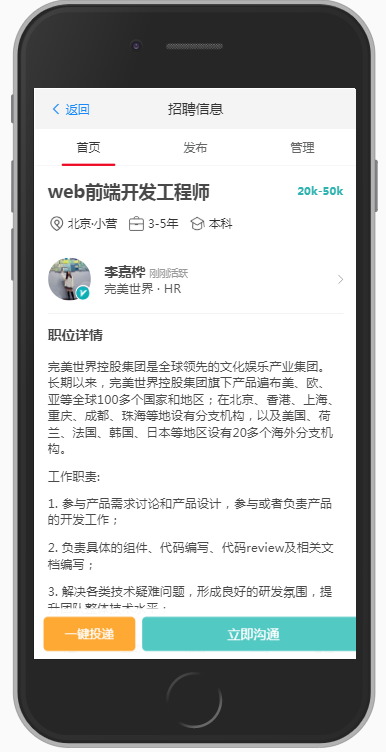 返回
招聘信息
首页
发布
管理
web前端开发工程师
20k-50k
北京·小营
3-5年
本科
李嘉桦 刚刚活跃
完美世界 · HR
职位详情
完美世界控股集团是全球领先的文化娱乐产业集团。
长期以来，完美世界控股集团旗下产品遍布美、欧、
亚等全球100多个国家和地区；在北京、香港、上海、
重庆、成都、珠海等地设有分支机构，以及美国、荷
兰、法国、韩国、日本等地区设有20多个海外分支机
构。
工作职责:
1. 参与产品需求讨论和产品设计，参与或者负责产品
的开发工作；
2. 负责具体的组件、代码编写、代码review及相关文
档编写；
3. 解决各类技术疑难问题，形成良好的研发氛围，提
升团队整体技术水平；
一键投递
立即沟通